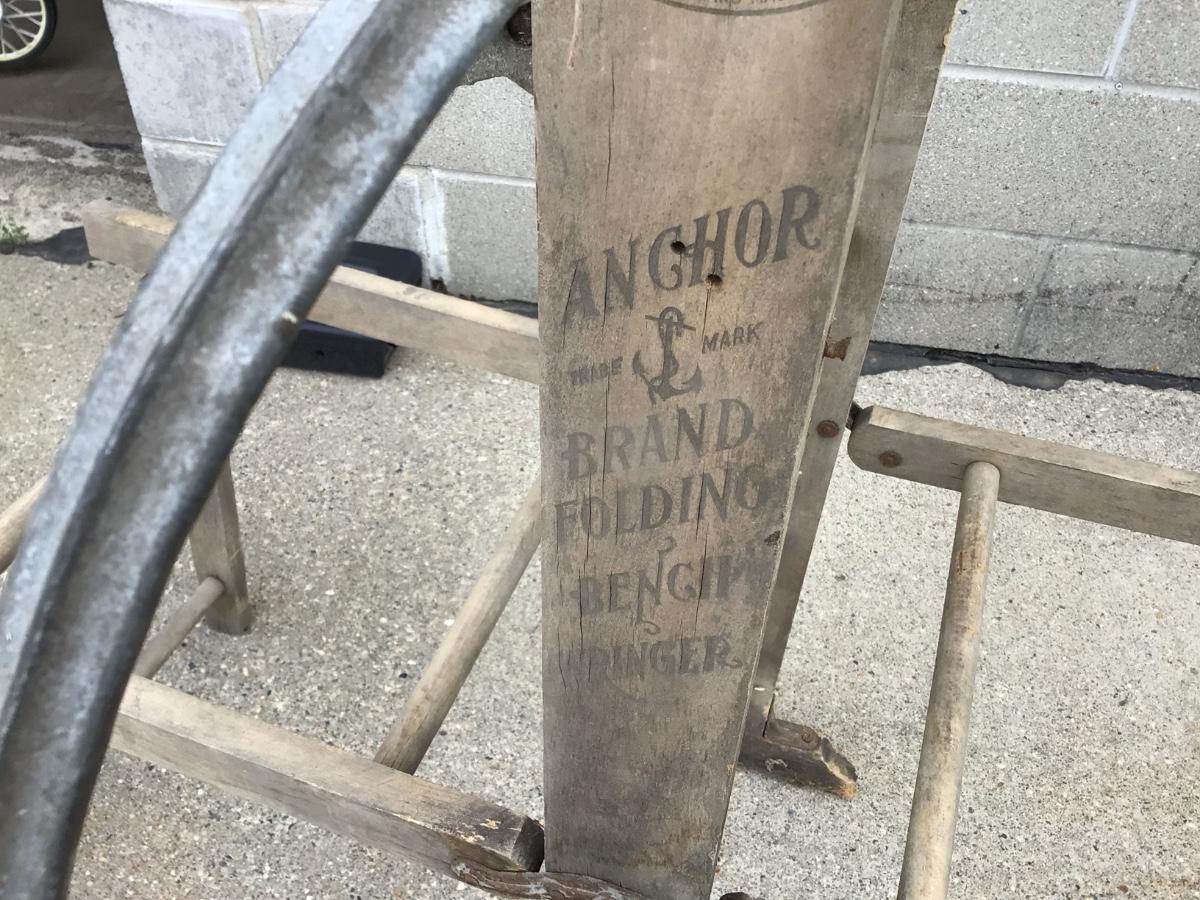 ANCHOR
TRADE MARK
BRAND
FOLDING
BENCH
WRINGER